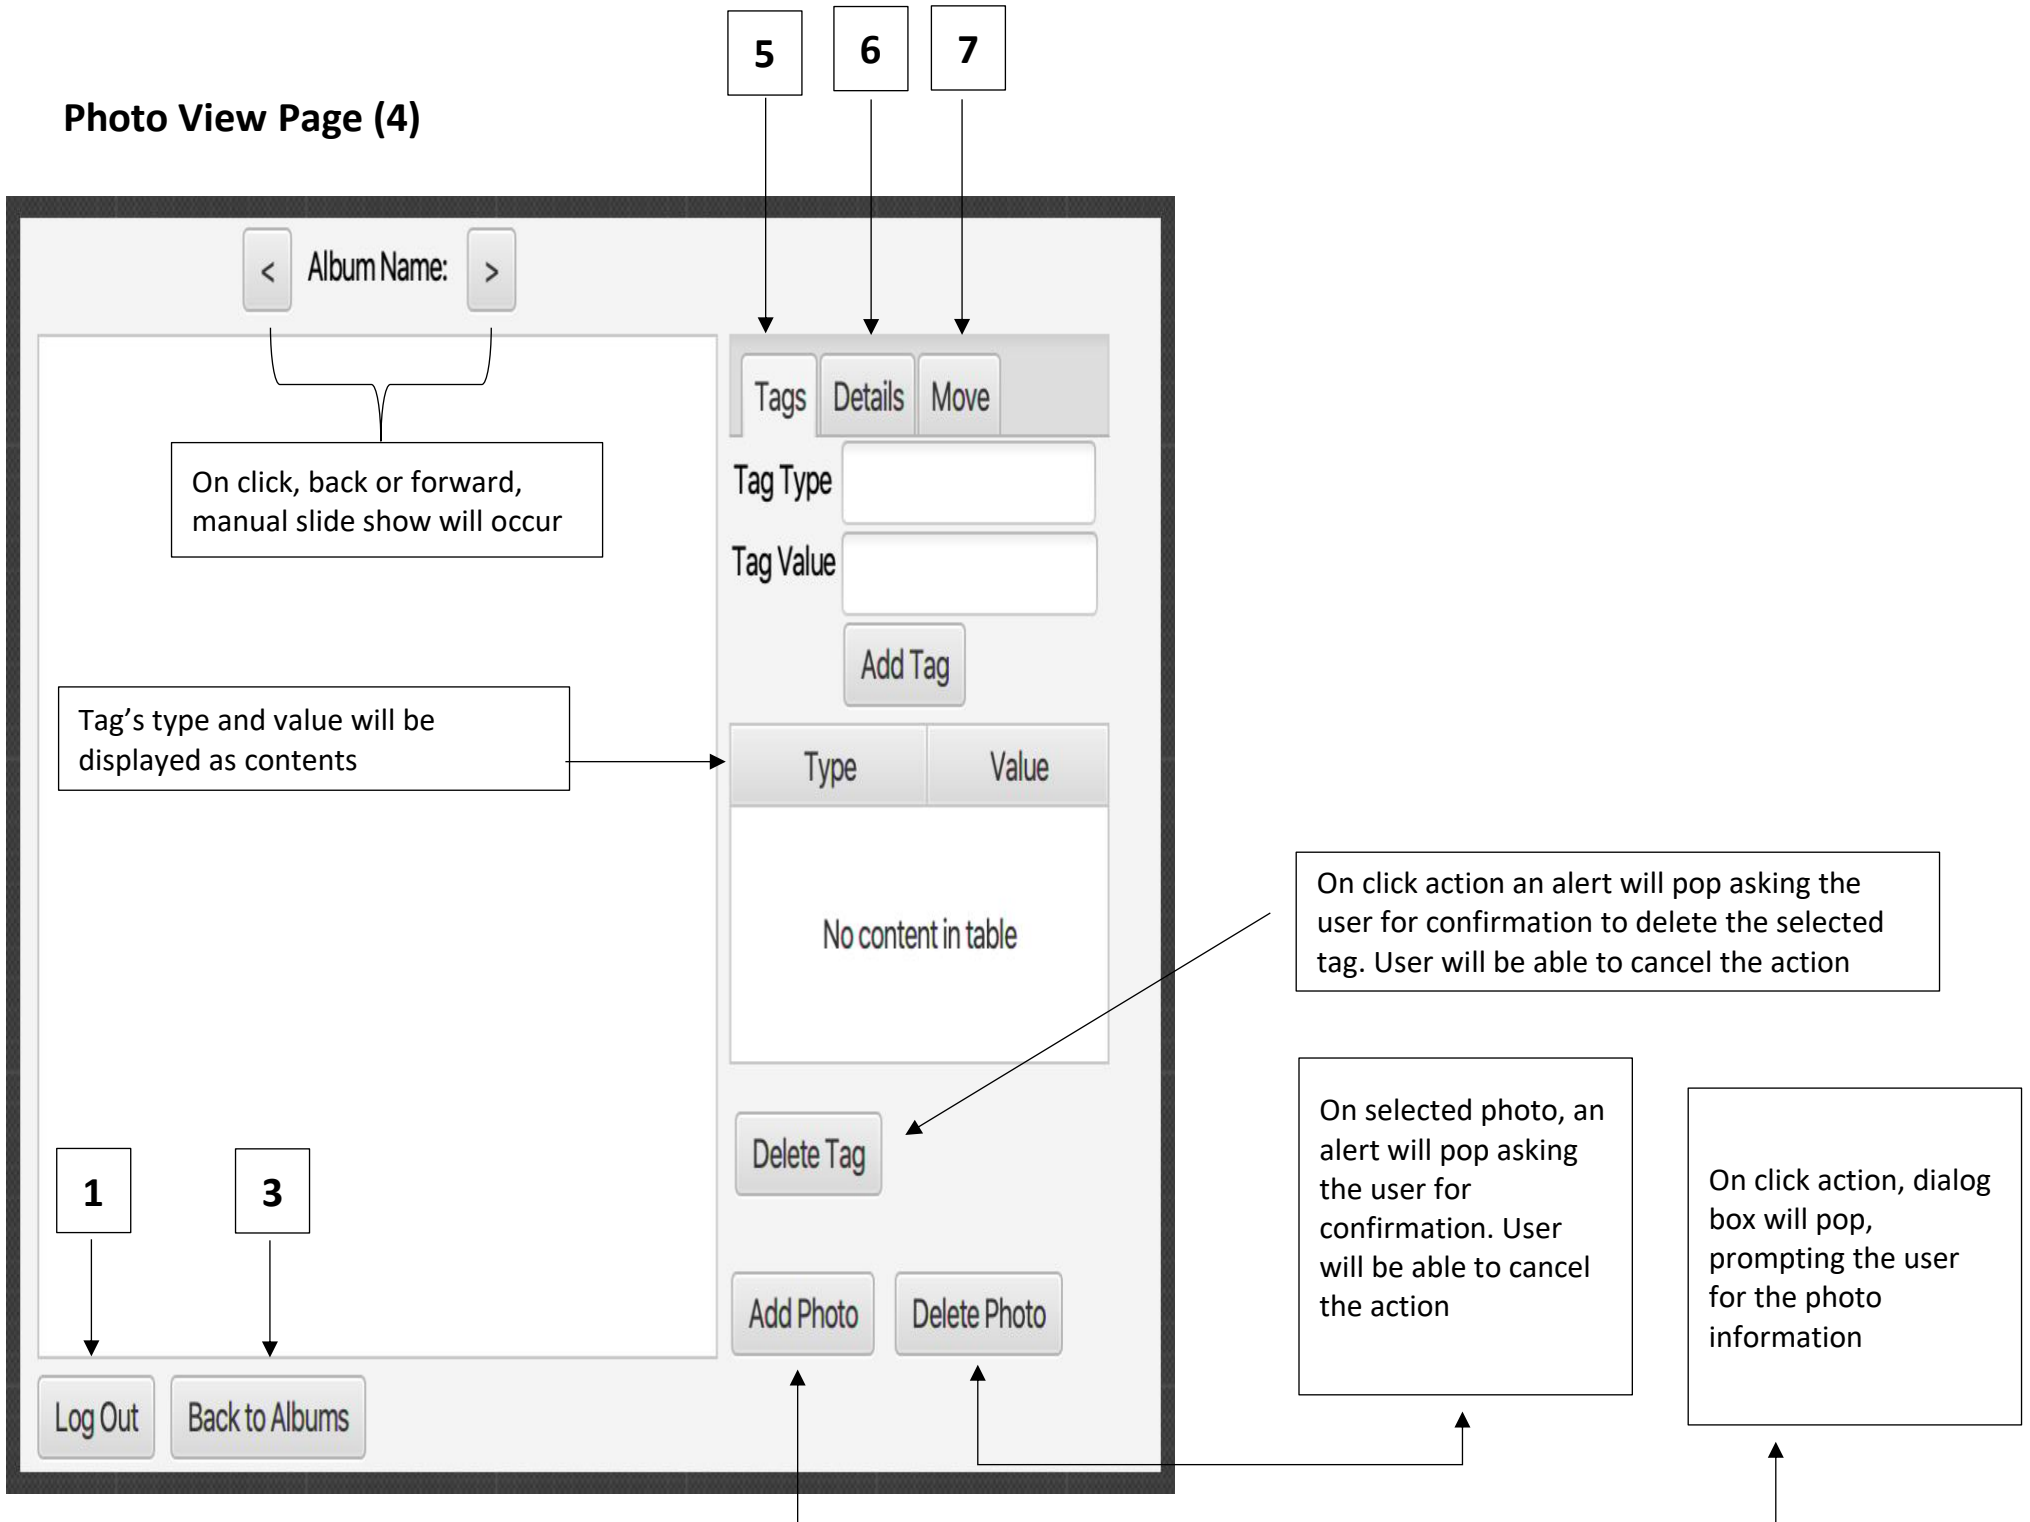 5
6
7
Photo View Page (4)
< Album Name: >
Tags Details Move
On click, back or forward,
manual slide show will occur
Tag Type
Tag Value
Add Tag
Tag’s type and value will be
displayed as contents
Type Value
No content in table
On click action an alert will pop asking the
user for confirmation to delete the selected
tag. User will be able to cancel the action
Delete Tag
On selected photo, an
alert will pop asking
the user for
confirmation. User
will be able to cancel
the action
On click action, dialog
box will pop,
prompting the user
for the photo
information
1
3
Add Photo Delete Photo
Log Out Back to Albums